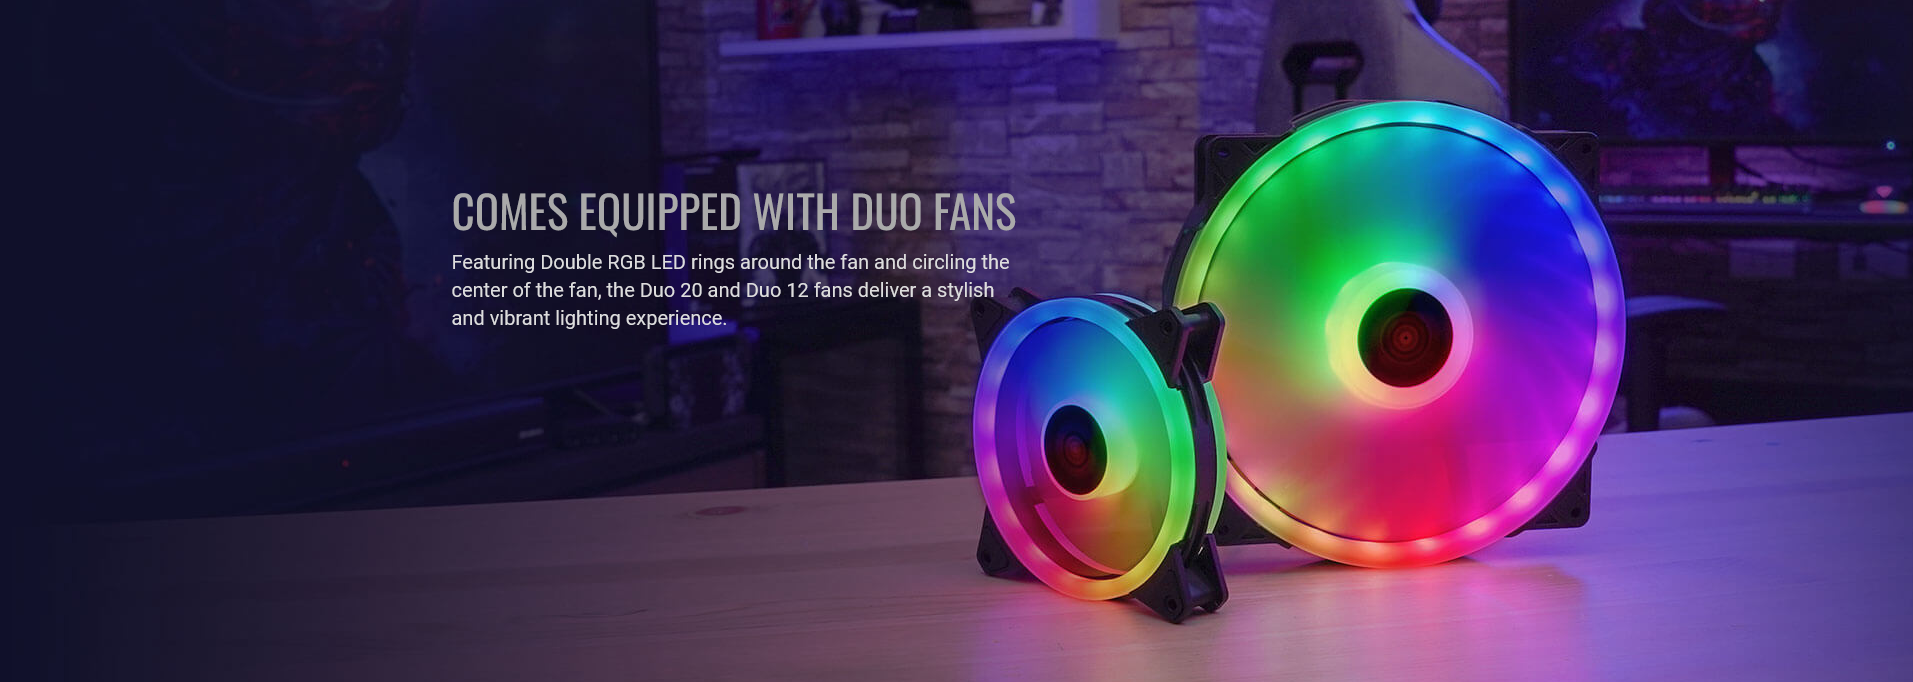 COMES EQUIPPED WITH DUO FANS
Featuring Double RGB LED rings around the fan and circling the
center of the fan, the Duo 20 and Duo 12 fans deliver a stylish
and vibrant lighting experience.